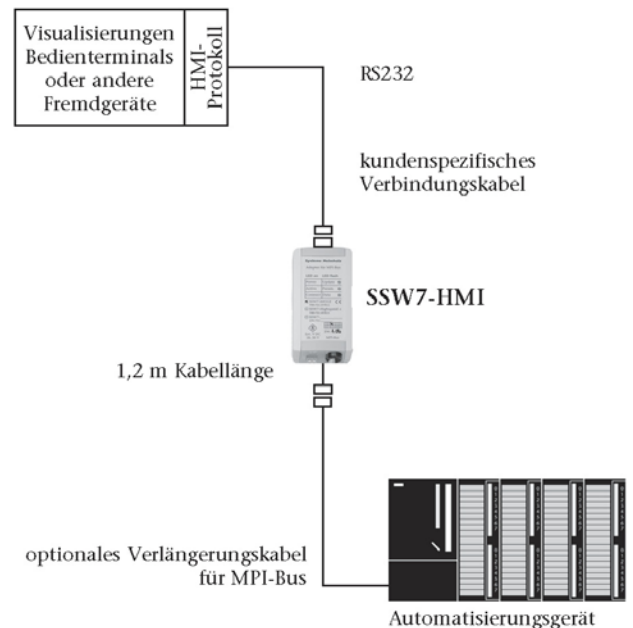 Visualisierungen
Bedienterminals
oder andere
Fremdgeräte
HMI-
Protokoll
RS232
kundenspezifisches
Verbindungskabel
SSW7-HMI
1,2 m Kabellänge
optionales Verlängerungskabel
für MPI-Bus
Automatisierungsgerät